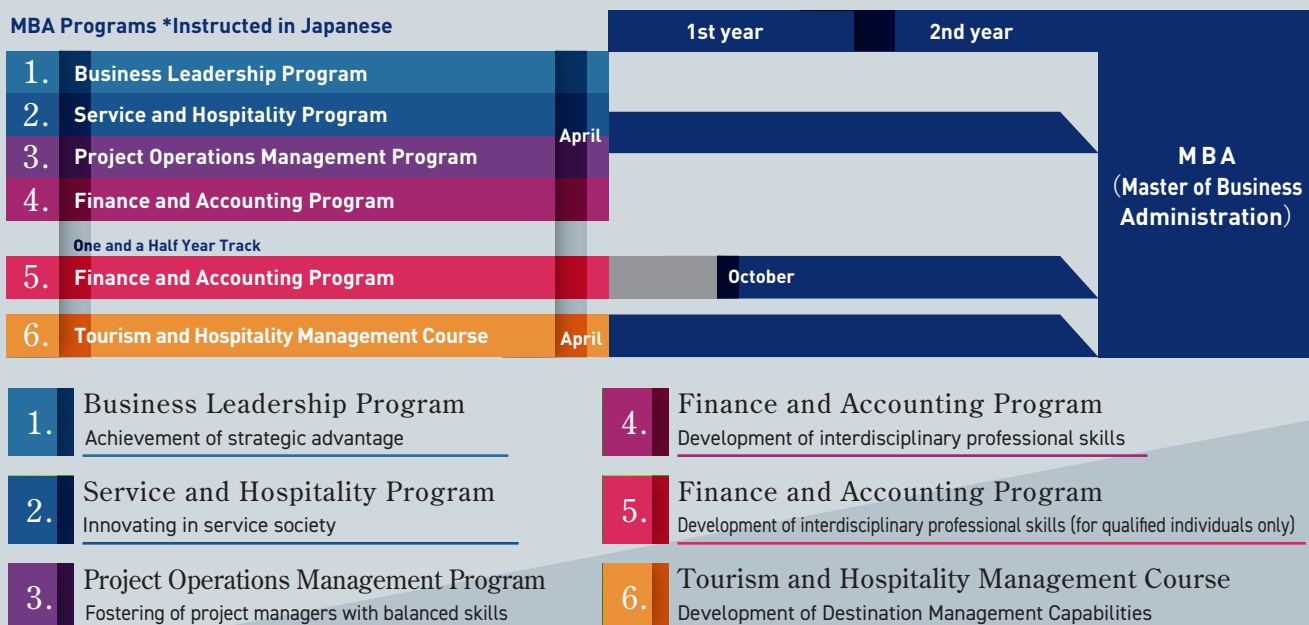 MBA Programs *Instructed in Japanese
1st year
2nd year
1. Business Leadership Program
2. Service and Hospitality Program
3. Project Operations Management Program
4. Finance and Accounting Program
April
One and a Half Year Track
5. Finance and Accounting Program
October
6. Tourism and Hospitality Management Course
April
MBA
(Master of Business
Administration)
1. Business Leadership Program
Achievement of strategic advantage
2. Service and Hospitality Program
Innovating in service society
3. Project Operations Management Program
Fostering of project managers with balanced skills
4. Finance and Accounting Program
Development of interdisciplinary professional skills
5. Finance and Accounting Program
Development of interdisciplinary professional skills (for qualified individuals only)
6. Tourism and Hospitality Management Course
Development of Destination Management Capabilities